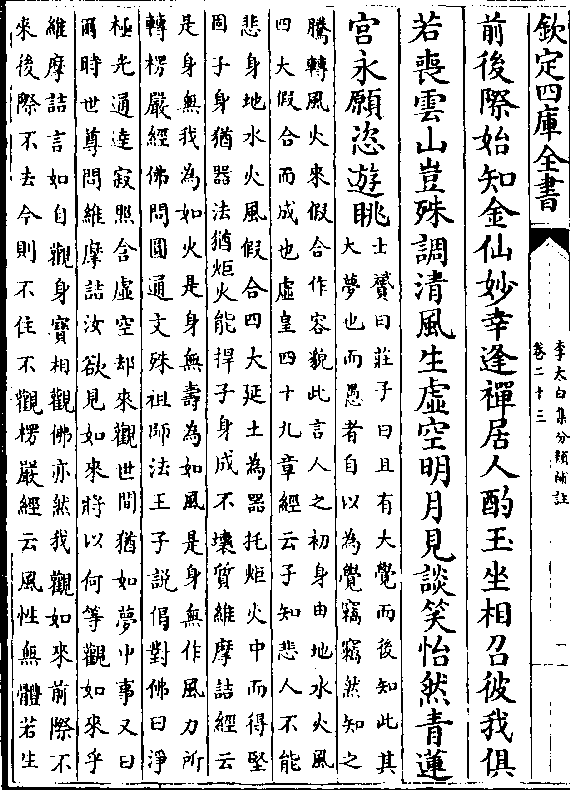 欽定四庫全書
李太白集分類補註
卷二十三
一
前後際始知金仙妙幸逢禪居人酌玉坐相召彼我俱
若喪雲山豈殊調清風生虛空明月見談笑怡然青蓮
宮永願恣遊眺
士贇曰莊子曰且有大覺而後知此其
大夢也而愚者自以為覺竊竊然知之
騰轉風火來假合作容貌此言人之初身由地水火風
四大假合而成也虛皇四十九章經云子知悲人不能
悲身地水火風假合四大延土為器托炬火中而得堅
固子身猶器法猶炬火能捍子身成不壞質維摩詰經云
是身無我為如火是身無壽為如風是身無作風力所
轉楞嚴經佛問圓通文殊祖師法王子説偈對佛曰淨
極光通達寂照含虛空却來觀世間猶如夢中事又曰
爾時世尊問維摩詰汝欲見如來將以何等觀如來乎
維摩詰言如自觀身實相觀佛亦然我觀如來前際不
來後際不去今則不住不觀楞嚴經云風性無體若生